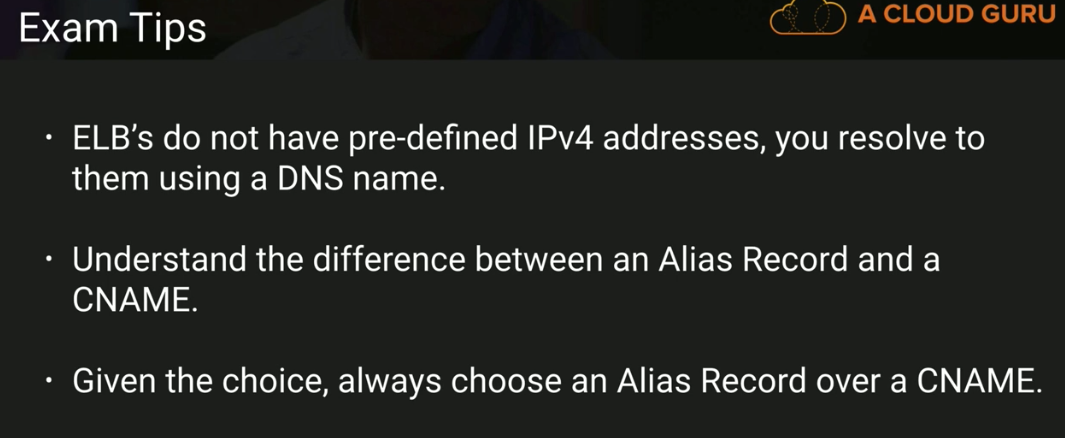 Exam Tips
A CLOUD GURU
• ELB's do not have pre-defined IPv4 addresses, you resolve to
them using a DNS name.
• Understand the difference between an Alias Record and a
CNAME.
• Given the choice, always choose an Alias Record over a CNAME.